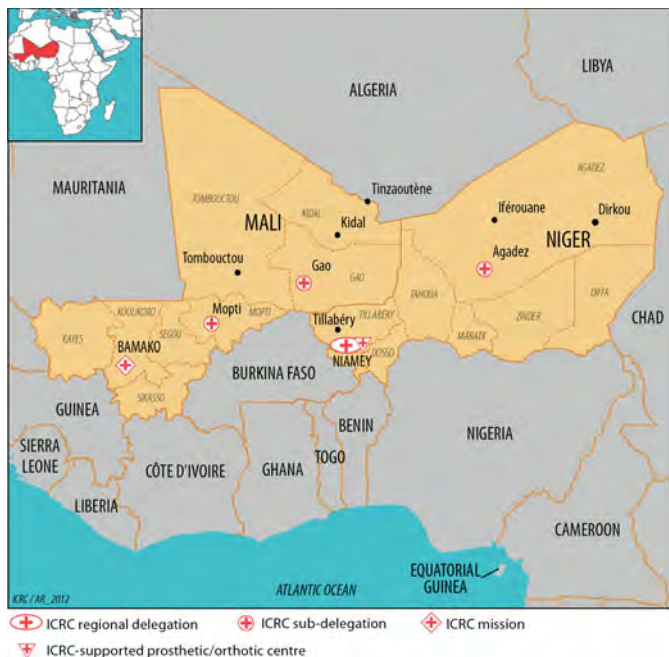 LIBYA
ALGERIA
AGADEZ
MAURITANIA
TOMBOUCTOU
Tinzaoutène
KIDAL
Iférouane
Dirkou
MALI
Kidal
NIGER
Tombouctou
Gao
GAO
Agadez
TAHOUA
DIFFA
KOULIKORO
Mopti
MOPTI
Tillabéry
TILLABÉRY
ZINDER
CHAD
SEGOU
KAYES
BAMAKO
MARADI
DOSSO
NIAMEY
BURKINA FASO
SIKASSO
GUINEA
BENIN
NIGERIA
SIERRA
LEONE
CÔTE D'IVOIRE
GHANA
TOGO
LIBERIA
CAMEROON
EQUATORIAL
GUINEA
ATLANTIC OCEAN
ICRC / AR_2012
ICRC regional delegation
ICRC sub-delegation
ICRC mission
ICRC-supported prosthetic/orthotic centre